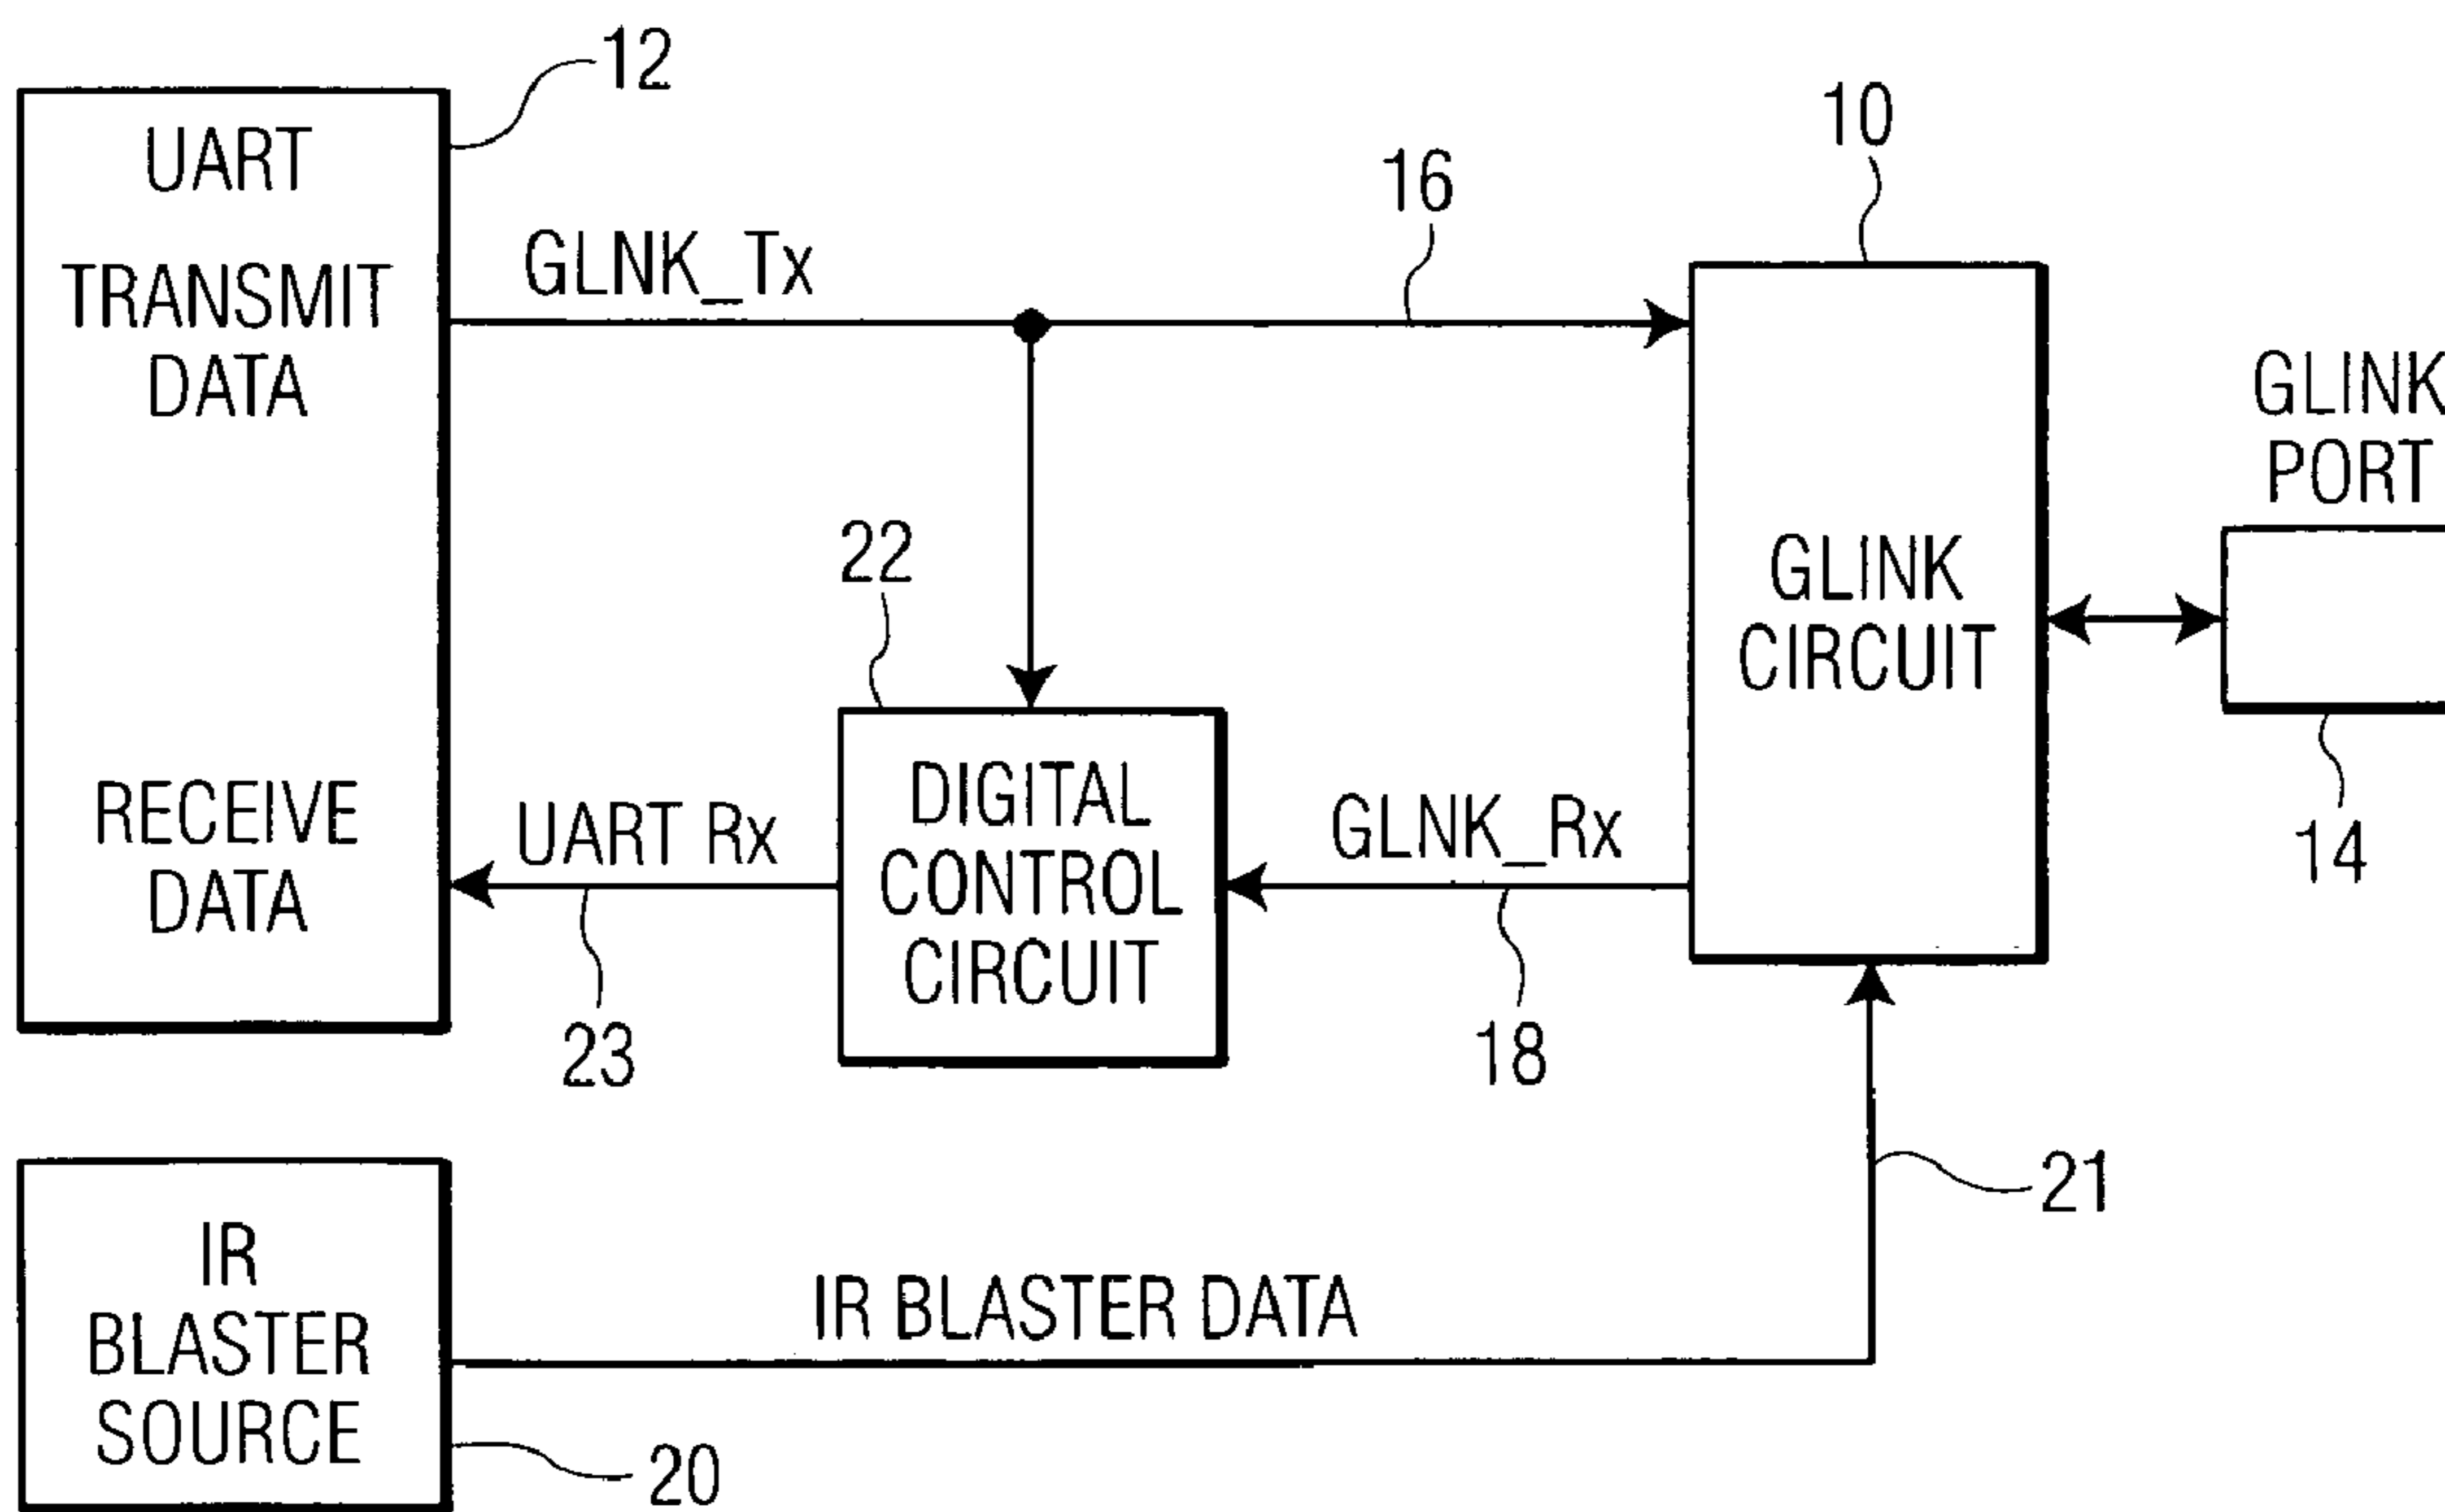 12
UART
TRANSMIT
DATA
RECEIVE
DATA
GLNK_Tx
16
10
GLINK
CIRCUIT
GLINK
PORT
14
22
DIGITAL
CONTROL
CIRCUIT
UART Rx
23
GLNK_Rx
18
21
IR
BLASTER
SOURCE
20
IR BLASTER DATA